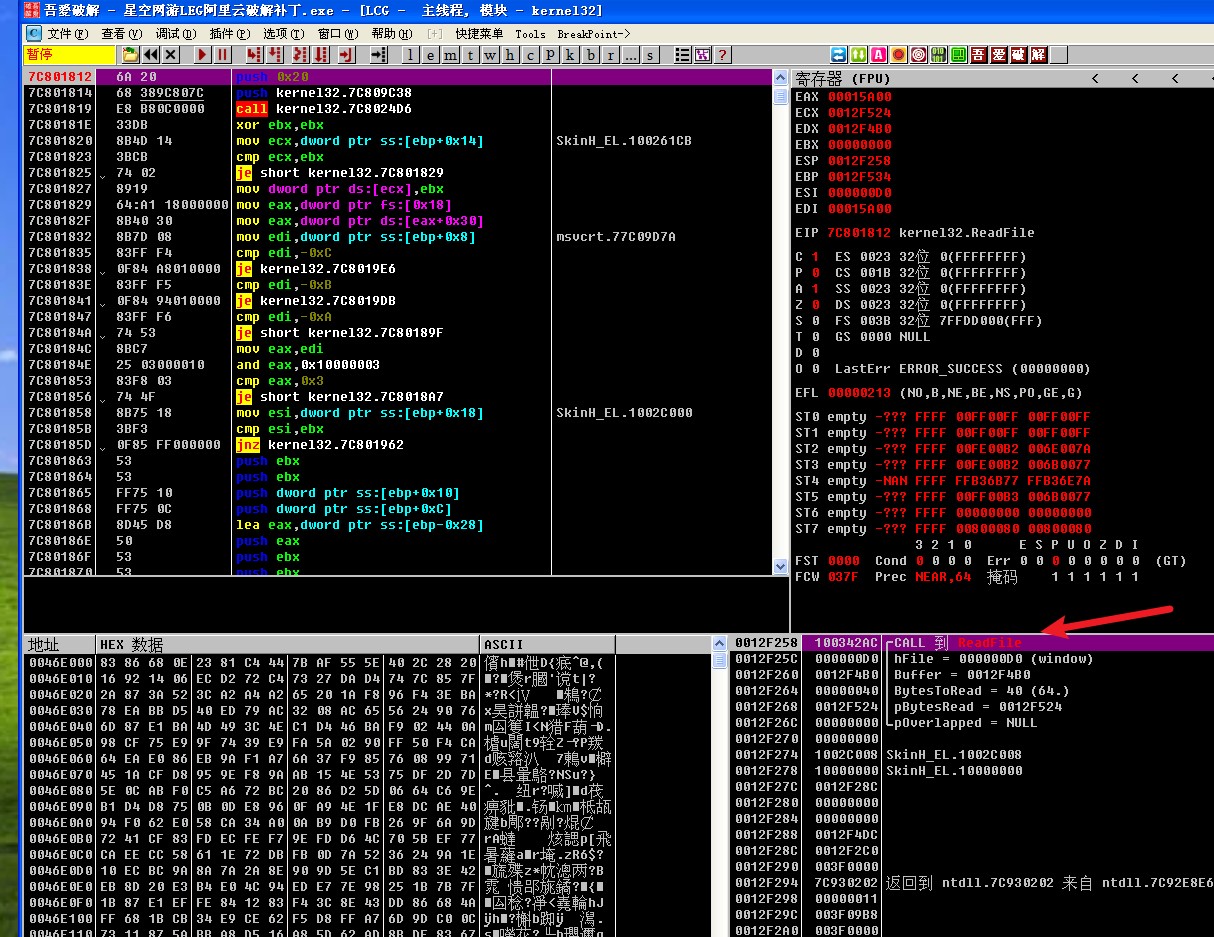 吾爱破解 - 星空网游LEG阿里云破解补丁.exe - [LCG - 主线程, 模块 - kernel32]
文件(F) 查看(V) 调试(D) 插件(P) 选项(T) 窗口(W) 帮助(H) [+] 快捷菜单 Tools BreakPoint->
暂停 l e m t w h c P k b r ... s ? 吾 爱 破 解
7C801812 6A 20 push 0x20
7C801814 68 389C807C push kernel32.7C809C38
7C801819 E8 B80C0000 call kernel32.7C8024D6
7C80181E 33DB xor ebx,ebx
7C801820 8B4D 14 mov ecx,dword ptr ss:[ebp+0x14] SkinH_EL.100261CB
7C801823 3BCB cmp ecx,ebx
7C801825 74 02 je short kernel32.7C801829
7C801827 8919 mov dword ptr ds:[ecx],ebx
7C801829 64:A1 18000000 mov eax,dword ptr fs:[0x18]
7C80182F 8B40 30 mov eax,dword ptr ds:[eax+0x30]
7C801832 8B7D 08 mov edi,dword ptr ss:[ebp+0x8] msvcrt.77C09D7A
7C801835 83FF F4 cmp edi,-0xC
7C801838 0F84 A8010000 je kernel32.7C8019E6
7C80183E 83FF F5 cmp edi,-0xB
7C801841 0F84 94010000 je kernel32.7C8019DB
7C801847 83FF F6 cmp edi,-0xA
7C80184A 74 53 je short kernel32.7C80189F
7C80184C 8BC7 mov eax,edi
7C80184E 25 03000010 and eax,0x10000003
7C801853 83F8 03 cmp eax,0x3
7C801856 74 4F je short kernel32.7C8018A7
7C801858 8B75 18 mov esi,dword ptr ss:[ebp+0x18] SkinH_EL.1002C000
7C80185B 3BF3 cmp esi,ebx
7C80185D 0F85 FF000000 jnz kernel32.7C801962
7C801863 53 push ebx
7C801864 53 push ebx
7C801865 FF75 10 push dword ptr ss:[ebp+0x10]
7C801868 FF75 0C push dword ptr ss:[ebp+0xC]
7C80186B 8D45 D8 lea eax,dword ptr ss:[ebp-0x28]
7C80186E 50 push eax
7C80186F 53 push ebx
7C801870 53 push ebx
寄存器 (FPU) < < <
EAX 00015A00
ECX 0012F524
EDX 0012F4B0
EBX 00000000
ESP 0012F258
EBP 0012F534
ESI 000000D0
EDI 00015A00
EIP 7C801812 kernel32.ReadFile
C 1 ES 0023 32位 0(FFFFFFFF)
P 0 CS 001B 32位 0(FFFFFFFF)
A 1 SS 0023 32位 0(FFFFFFFF)
Z 0 DS 0023 32位 0(FFFFFFFF)
S 0 FS 003B 32位 7FFDD000(FFF)
T 0 GS 0000 NULL
D 0
O 0 LastErr ERROR_SUCCESS (00000000)
EFL 00000213 (NO,B,NE,BE,NS,PO,GE,G)
ST0 empty -??? FFFF 00FF00FF 00FF00FF
ST1 empty -??? FFFF 00FF00FF 00FF00FF
ST2 empty -??? FFFF 00FE00B2 006E007A
ST3 empty -??? FFFF 00FE00B2 006B0077
ST4 empty -NAN FFFF FFB36B77 FFB36E7A
ST5 empty -??? FFFF 00FF00B3 006B0077
ST6 empty -??? FFFF 00000000 00000000
ST7 empty -??? FFFF 00800080 00800080
3 2 1 0 E S P U O Z D I
FST 0000 Cond 0 0 0 0 Err 0 0 0 0 0 0 0 0 (GT)
FCW 037F Prec NEAR,64 掩码 1 1 1 1 1 1
地址 HEX 数据 ASCII
0046E000 83 86 68 0E 23 81 C4 44 7B AF 55 5E 40 2C 28 20
0046E010 16 92 14 06 EC D2 72 C4 73 27 DA D4 74 7C 85 7F
0046E020 2A 87 3A 52 3C A2 A4 A2 65 20 1A F8 96 F4 3E BA
0046E030 78 EA BB D5 40 ED 79 AC 32 08 AC 65 56 24 90 76
0046E040 6D 87 E1 BA 4D 49 3C 4E C1 D4 46 BA F9 02 44 0A
0046E050 98 CF 75 E9 9F 74 39 E9 FA 5A 02 90 FF 50 F4 CA
0046E060 64 EA E0 86 EB 9A F1 A7 6A 37 F9 85 76 08 99 71
0046E070 45 1A CF D8 95 9E F8 9A AB 15 4E 53 75 DF 2D 7D
0046E080 5E 0C AB F0 C5 A6 72 BC 20 86 D2 5D 06 64 C6 9E
0046E090 B1 D4 D8 75 0B 0D E8 96 0F A9 4E 1F E8 DC AE 40
0046E0A0 94 F0 62 E0 58 CA 34 A0 0A B9 D0 FB 26 9F 6A 9D
0046E0B0 72 41 CF 83 FD EC FE F7 9E FD D6 4C 70 5B EF 77
0046E0C0 CA EE CC 58 61 1E 72 DB FB 0D 7A 52 36 24 9A 1E
0046E0D0 10 EC BC 9A 8A 7A 2A 8E 90 9D 5E C1 BD 83 3E 42
0046E0E0 EB 8D 20 E3 B4 E0 4C 94 ED E7 7E 98 25 1B 7B 7F
0046E0F0 1B 87 E1 EF FE 84 12 83 F4 3C 8E 43 DD 86 68 4A
0046E100 FF 68 1B CB 34 E9 CE 62 F5 D8 FF A7 6D 9D C0 0C
0046E110 73 11 87 5A BB A8 D5 16 A8 5D 62 AD 8B DF 83 67
0012F258 100342AC CALL 到 ReadFile
0012F25C 000000D0 hFile = 000000D0 (window)
0012F260 0012F4B0 Buffer = 0012F4B0
0012F264 00000040 BytesToRead = 40 (64.)
0012F268 0012F524 pBytesRead = 0012F524
0012F26C 00000000 pOverlapped = NULL
0012F270 00000000
0012F274 1002C008 SkinH_EL.1002C008
0012F278 10000000 SkinH_EL.10000000
0012F27C 0012F28C
0012F280 00000000
0012F284 00000000
0012F288 0012F4DC
0012F28C 0012F2C0
0012F290 003F0000
0012F294 7C930202 返回到 ntdll.7C930202 来自 ntdll.7C92E8E6
0012F298 00000011
0012F29C 003F09B8
0012F2A0 003F0000